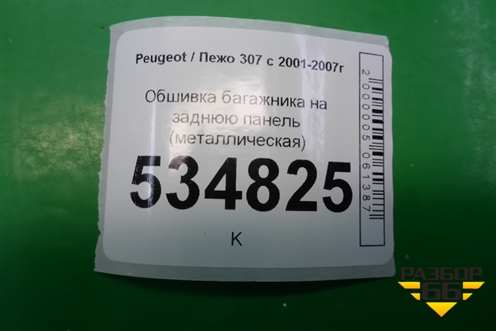 Peugeot / Пежо 307 с 2001-2007г
Обшивка багажника на
заднюю панель
(металлическая)
534825
К
2000005061387
РАЗБОР
66